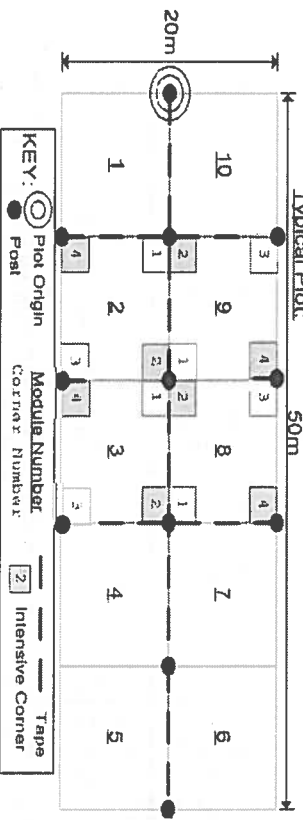 Typical Plot
50m
20m
3 4 3 4
10 9 8 7 6
2 1 2 1
1 2 1 2
1 2 3 4 5
4 3 4 3
KEY: Plot Origin Module Number Tape
Post Corner Number 2 Intensive Corner